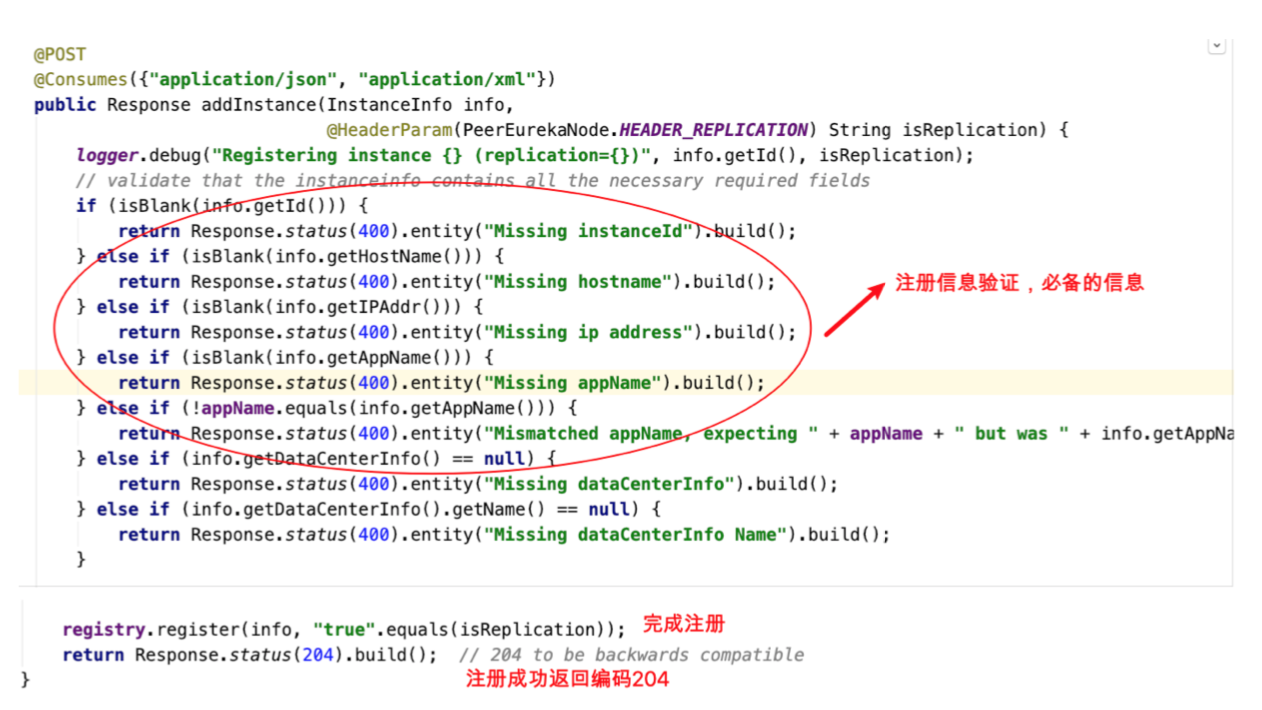 @POST
@Consumes({"application/json", "application/xml"})
public Response addInstance(InstanceInfo info,
@HeaderParam(PeerEurekaNode.HEADER_REPLICATION) String isReplication) {
logger.debug("Registering instance {} (replication={})", info.getId(), isReplication);
// validate that the instanceinfo contains all the necessary required fields
if (isBlank(info.getId())) {
return Response.status(400).entity("Missing instanceId").build();
} else if (isBlank(info.getHostName())) {
return Response.status(400).entity("Missing hostname").build();
注册信息验证，必备的信息
} else if (isBlank(info.getIPAddr())) {
return Response.status(400).entity("Missing ip address").build();
} else if (isBlank(info.getAppName())) {
return Response.status(400).entity("Missing appName").build();
} else if (!appName.equals(info.getAppName())) {
return Response.status(400).entity("Mismatched appName, expecting " + appName + " but was " + info.getAppNa
} else if (info.getDataCenterInfo() == null) {
return Response.status(400).entity("Missing dataCenterInfo").build();
} else if (info.getDataCenterInfo().getName() == null) {
return Response.status(400).entity("Missing dataCenterInfo Name").build();
}
registry.register(info, "true".equals(isReplication)); 完成注册
return Response.status(204).build(); // 204 to be backwards compatible
注册成功返回编码204
}